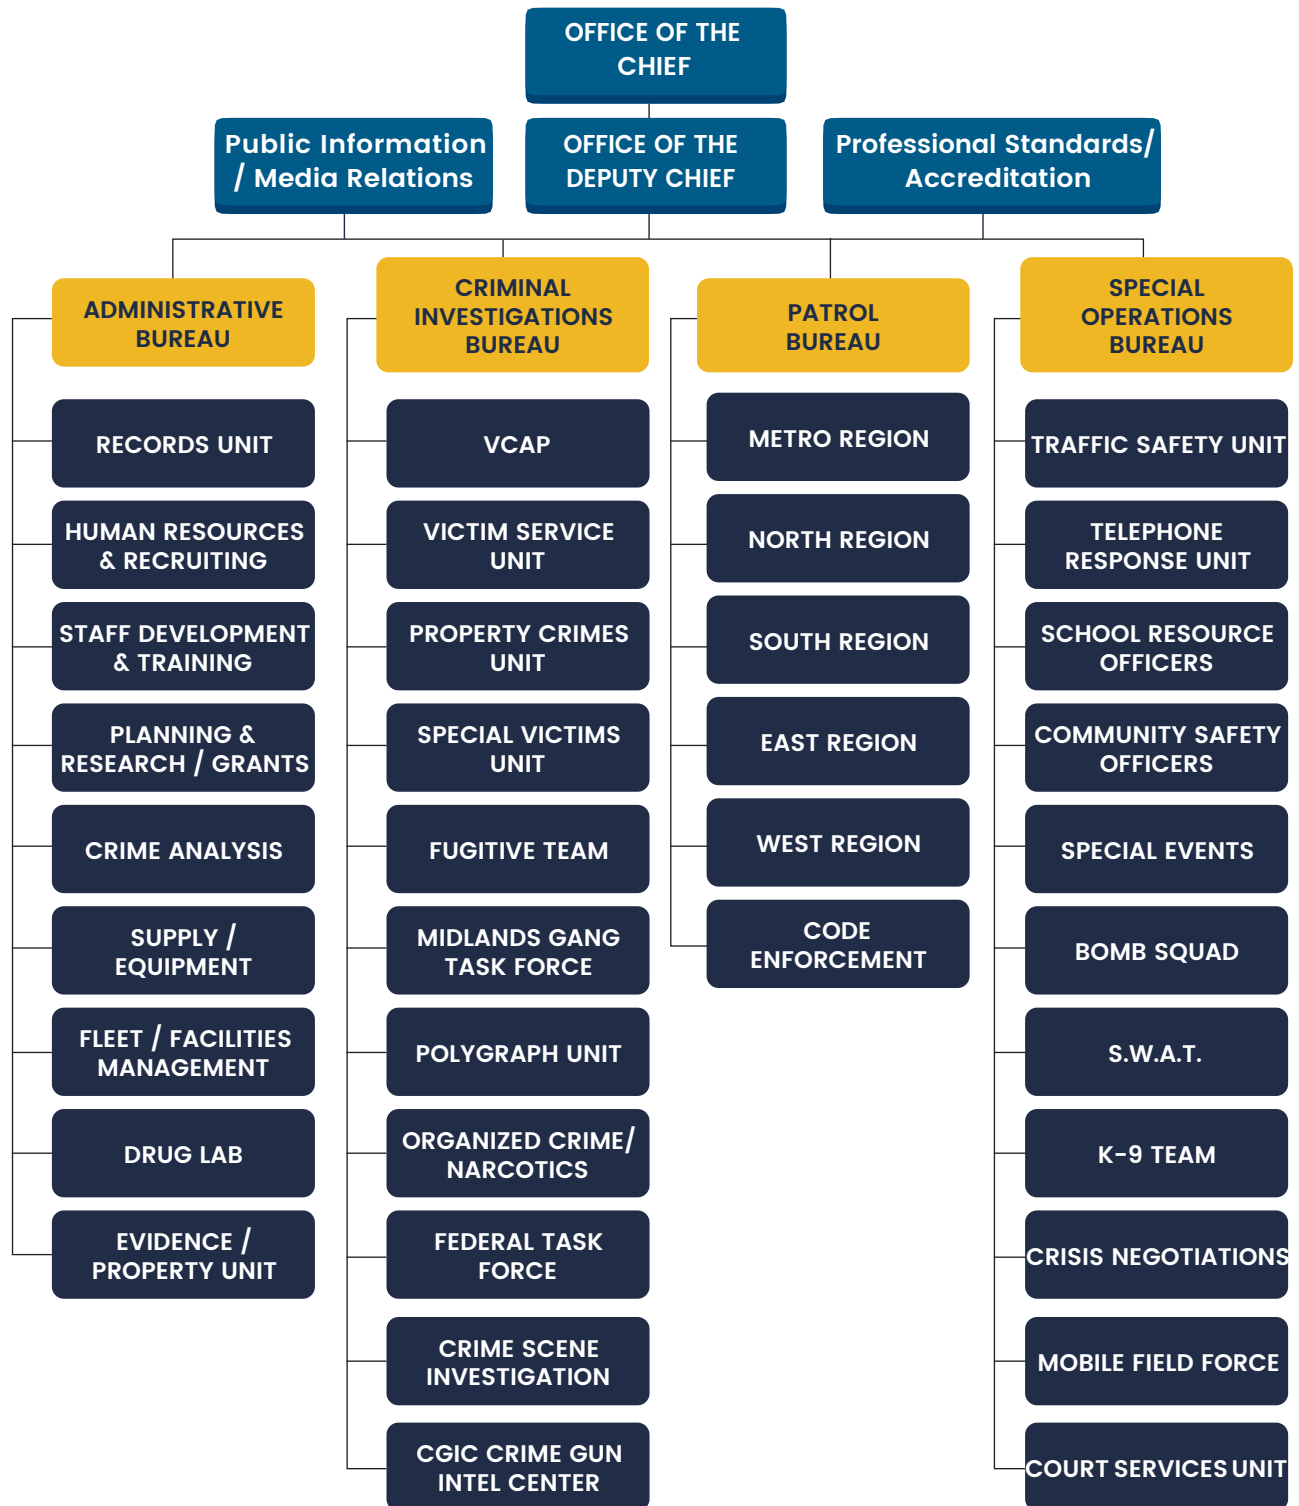 OFFICE OF THE
CHIEF
Public Information
/ Media Relations
OFFICE OF THE
DEPUTY CHIEF
Professional Standards/
Accreditation
ADMINISTRATIVE
BUREAU
RECORDS UNIT
HUMAN RESOURCES
& RECRUITING
STAFF DEVELOPMENT
& TRAINING
PLANNING &
RESEARCH / GRANTS
CRIME ANALYSIS
SUPPLY /
EQUIPMENT
FLEET / FACILITIES
MANAGEMENT
DRUG LAB
EVIDENCE /
PROPERTY UNIT
CRIMINAL
INVESTIGATIONS
BUREAU
VCAP
VICTIM SERVICE
UNIT
PROPERTY CRIMES
UNIT
SPECIAL VICTIMS
UNIT
FUGITIVE TEAM
MIDLANDS GANG
TASK FORCE
POLYGRAPH UNIT
ORGANIZED CRIME/
NARCOTICS
FEDERAL TASK
FORCE
CRIME SCENE
INVESTIGATION
CGIC CRIME GUN
INTEL CENTER
PATROL
BUREAU
METRO REGION
NORTH REGION
SOUTH REGION
EAST REGION
WEST REGION
CODE
ENFORCEMENT
SPECIAL
OPERATIONS
BUREAU
TRAFFIC SAFETY UNIT
TELEPHONE
RESPONSE UNIT
SCHOOL RESOURCE
OFFICERS
COMMUNITY SAFETY
OFFICERS
SPECIAL EVENTS
BOMB SQUAD
S.W.A.T.
K-9 TEAM
CRISIS NEGOTIATIONS
MOBILE FIELD FORCE
COURT SERVICES UNIT